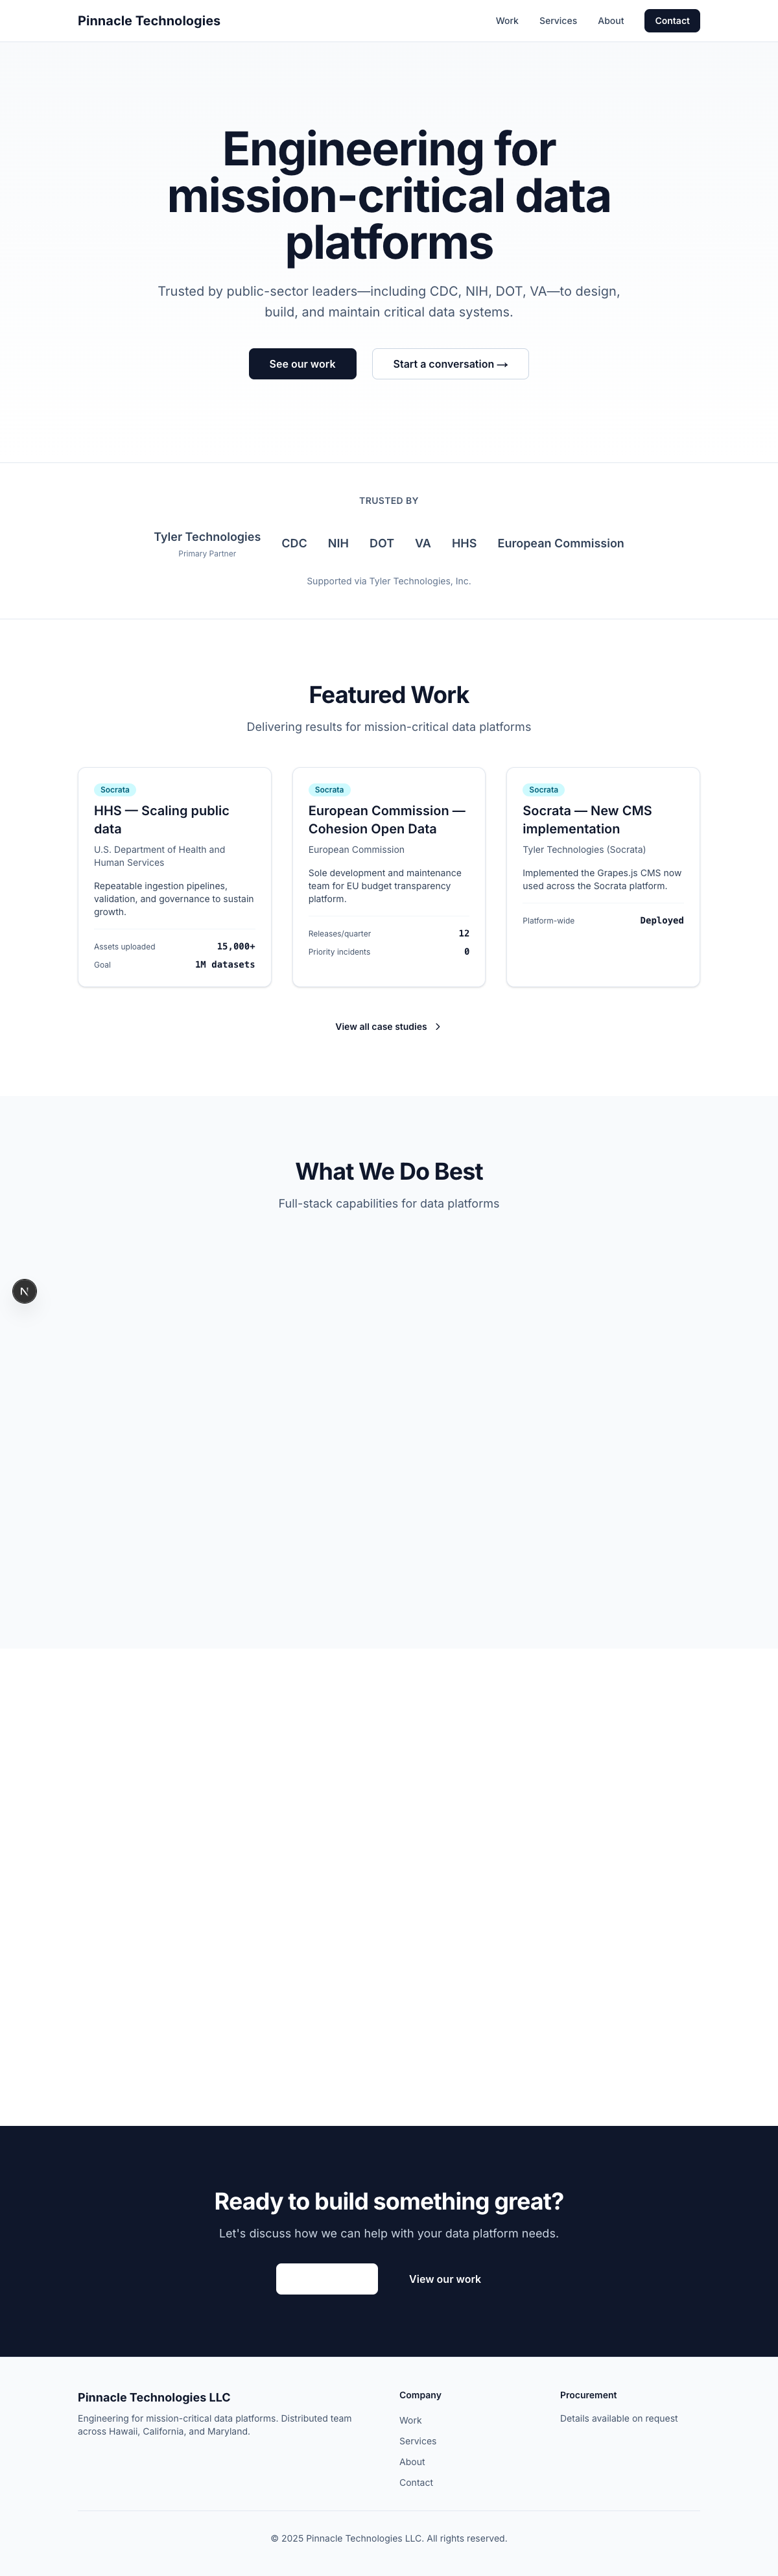 Pinnacle Technologies
Work
Services
About
Contact
Engineering for
mission-critical data
platforms
Trusted by public-sector leaders—including CDC, NIH, DOT, VA—to design,
build, and maintain critical data systems.
See our work
Start a conversation →
TRUSTED BY
Tyler Technologies
Primary Partner
CDC
NIH
DOT
VA
HHS
European Commission
Supported via Tyler Technologies, Inc.
Featured Work
Delivering results for mission-critical data platforms
Socrata
HHS — Scaling public
data
U.S. Department of Health and
Human Services
Repeatable ingestion pipelines,
validation, and governance to sustain
growth.
Assets uploaded 15,000+
Goal 1M datasets
Socrata
European Commission —
Cohesion Open Data
European Commission
Sole development and maintenance
team for EU budget transparency
platform.
Releases/quarter 12
Priority incidents 0
Socrata
Socrata — New CMS
implementation
Tyler Technologies (Socrata)
Implemented the Grapes.js CMS now
used across the Socrata platform.
Platform-wide Deployed
View all case studies
What We Do Best
Full-stack capabilities for data platforms
N
Ready to build something great?
Let's discuss how we can help with your data platform needs.
View our work
Pinnacle Technologies LLC
Engineering for mission-critical data platforms. Distributed team
across Hawaii, California, and Maryland.
Company
Work
Services
About
Contact
Procurement
Details available on request
© 2025 Pinnacle Technologies LLC. All rights reserved.